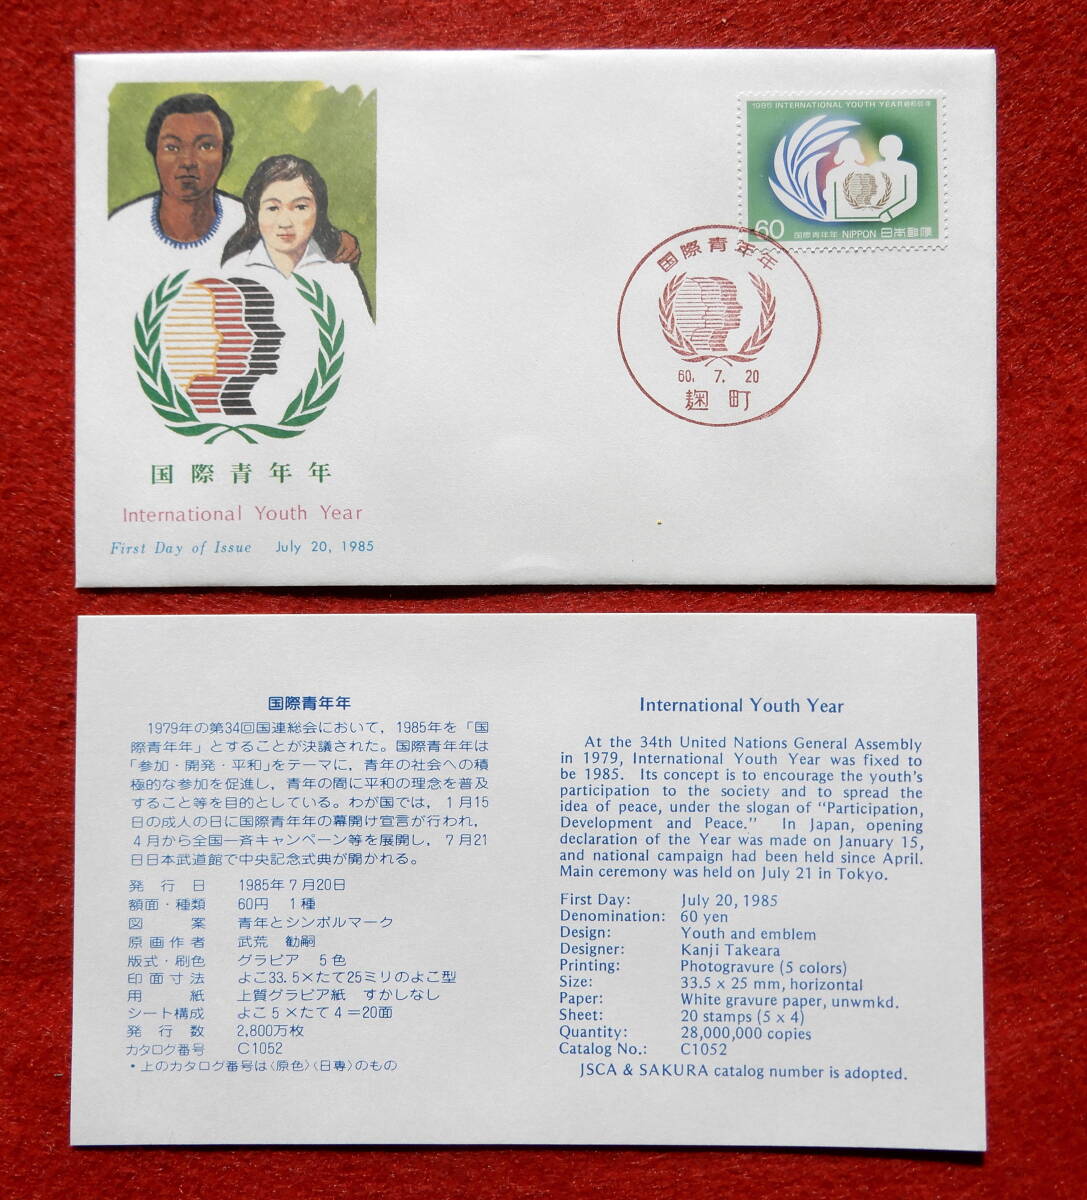 国際青年年
International Youth Year
First Day of Issue July 20, 1985
1985 INTERNATIONAL YOUTH YEAR 昭和60年
60 国際青年年 NIPPON 日本郵便
国際青年年
60. 7. 20
麹町
国際青年年
1979年の第34回国連総会において，1985年を「国
際青年年」とすることが決議された。国際青年年は
「参加・開発・平和」をテーマに，青年の社会への積
極的な参加を促進し，青年の間に平和の理念を普及
すること等を目的としている。わが国では，1月15
日の成人の日に国際青年年の幕開け宣言が行われ，
4月から全国一斉キャンペーン等を展開し，7月21
日日本武道館で中央記念式典が開かれる。
発行日 1985年7月20日
額面・種類 60円 1種
図案 青年とシンボルマーク
原画作者 武荒 勧嗣
版式・刷色 グラビア 5色
印面寸法 よこ33.5×たて25ミリのよこ型
用紙 上質グラビア紙 すかしなし
シート構成 よこ5×たて4＝20面
発行数 2,800万枚
カタログ番号 C1052
・上のカタログ番号は〈原色〉〈日専〉のもの
International Youth Year
At the 34th United Nations General Assembly
in 1979, International Youth Year was fixed to
be 1985. Its concept is to encourage the youth's
participation to the society and to spread the
idea of peace, under the slogan of "Participation,
Development and Peace." In Japan, opening
declaration of the Year was made on January 15,
and national campaign had been held since April.
Main ceremony was held on July 21 in Tokyo.
First Day: July 20, 1985
Denomination: 60 yen
Design: Youth and emblem
Designer: Kanji Takeara
Printing: Photogravure (5 colors)
Size: 33.5 x 25 mm, horizontal
Paper: White gravure paper, unwmkd.
Sheet: 20 stamps (5 x 4)
Quantity: 28,000,000 copies
Catalog No.: C1052
JSCA & SAKURA catalog number is adopted.